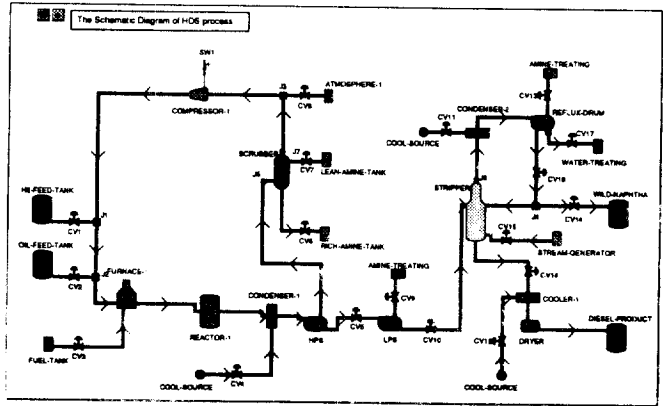 The Schematic Diagram of HDS process
SW1
AMINE-TREATING
J3
ATMOSPHERE-1
CV13
COMPRESSOR-1
CV5
CONDENSER-2
REFLUX-DRUM
CV11
CV17
COOL-SOURCE
SCRUBBER
J7
WATER-TREATING
CV7
LEAN-AMINE-TANK
J5
STRIPPER
CV16
WILD-NAPHTHA
CV14
H2-FEED-TANK
J1
CV1
CV6
RICH-AMINE-TANK
CV15
STREAM-GENERATOR
OIL-FEED-TANK
J2
CV2
FURNACE-1
AMINE-TREATING
CV9
CONDENSER-1
COOLER-1
DIESEL-PRODUCT
REACTOR-1
HPS
CV8
LPS
CV10
DRYER
FUEL-TANK
CV3
CV4
COOL-SOURCE
COOL-SOURCE